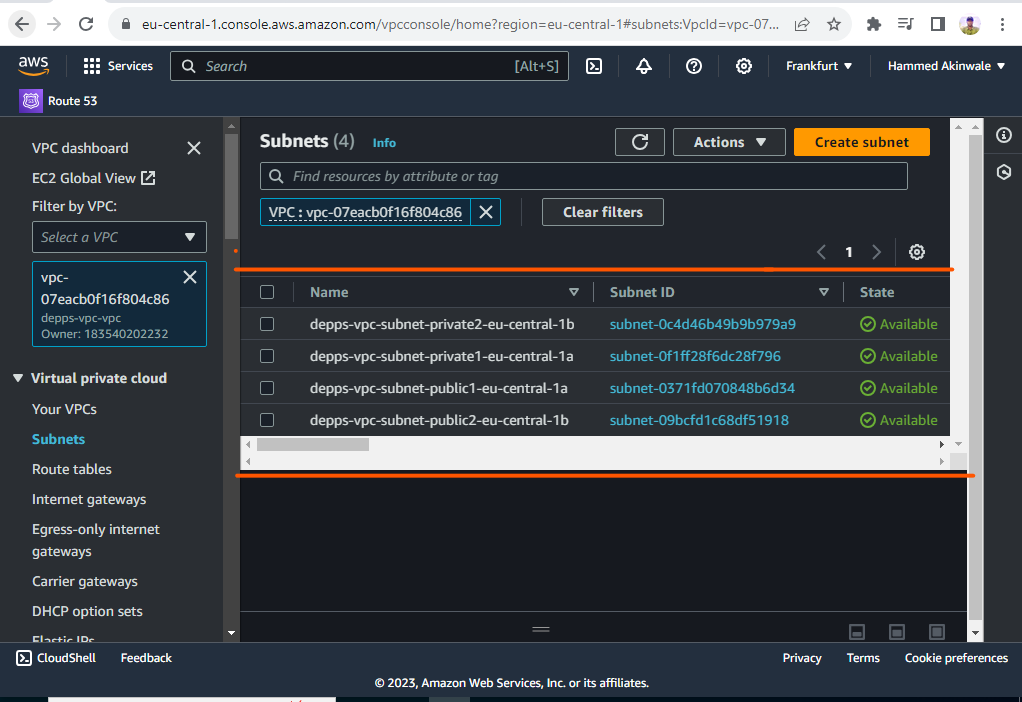 eu-central-1.console.aws.amazon.com/vpcconsole/home?region=eu-central-1#subnets:VpcId=vpc-07...
aws
Services
Search
[Alt+S]
Frankfurt
Hammed Akinwale
Route 53
VPC dashboard
EC2 Global View
Filter by VPC:
Select a VPC
vpc-
07eacb0f16f804c86
depps-vpc-vpc
Owner: 183540202232
Virtual private cloud
Your VPCs
Subnets
Route tables
Internet gateways
Egress-only internet
gateways
Carrier gateways
DHCP option sets
Elastic IPs
Subnets (4) Info
Actions
Create subnet
Find resources by attribute or tag
VPC : vpc-07eacb0f16f804c86
Clear filters
1
Name Subnet ID State
depps-vpc-subnet-private2-eu-central-1b subnet-0c4d46b49b9b979a9 Available
depps-vpc-subnet-private1-eu-central-1a subnet-0f1ff28f6dc28f796 Available
depps-vpc-subnet-public1-eu-central-1a subnet-0371fd070848b6d34 Available
depps-vpc-subnet-public2-eu-central-1b subnet-09bcfd1c68df51918 Available
CloudShell Feedback
Privacy Terms Cookie preferences
© 2023, Amazon Web Services, Inc. or its affiliates.